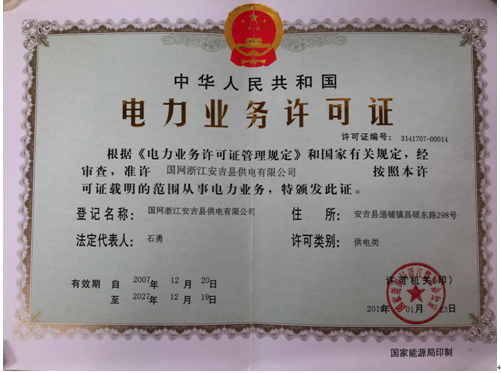 中华人民共和国
电力业务许可证
许可证编号: 3141707-00014
根据《电力业务许可证管理规定》和国家有关规定, 经
审查, 准许 国网浙江安吉县供电有限公司 按照本许
可证载明的范围从事电力业务, 特颁发此证。
登记名称: 国网浙江安吉县供电有限公司 住 所: 安吉县递铺镇昌硕东路298号
法定代表人: 石勇 许可类别: 供电类
有效期 自 2007年 12 月 20日
至 2027年 12 月 19日
许可机关(印)
01月 23日
国家能源局印制